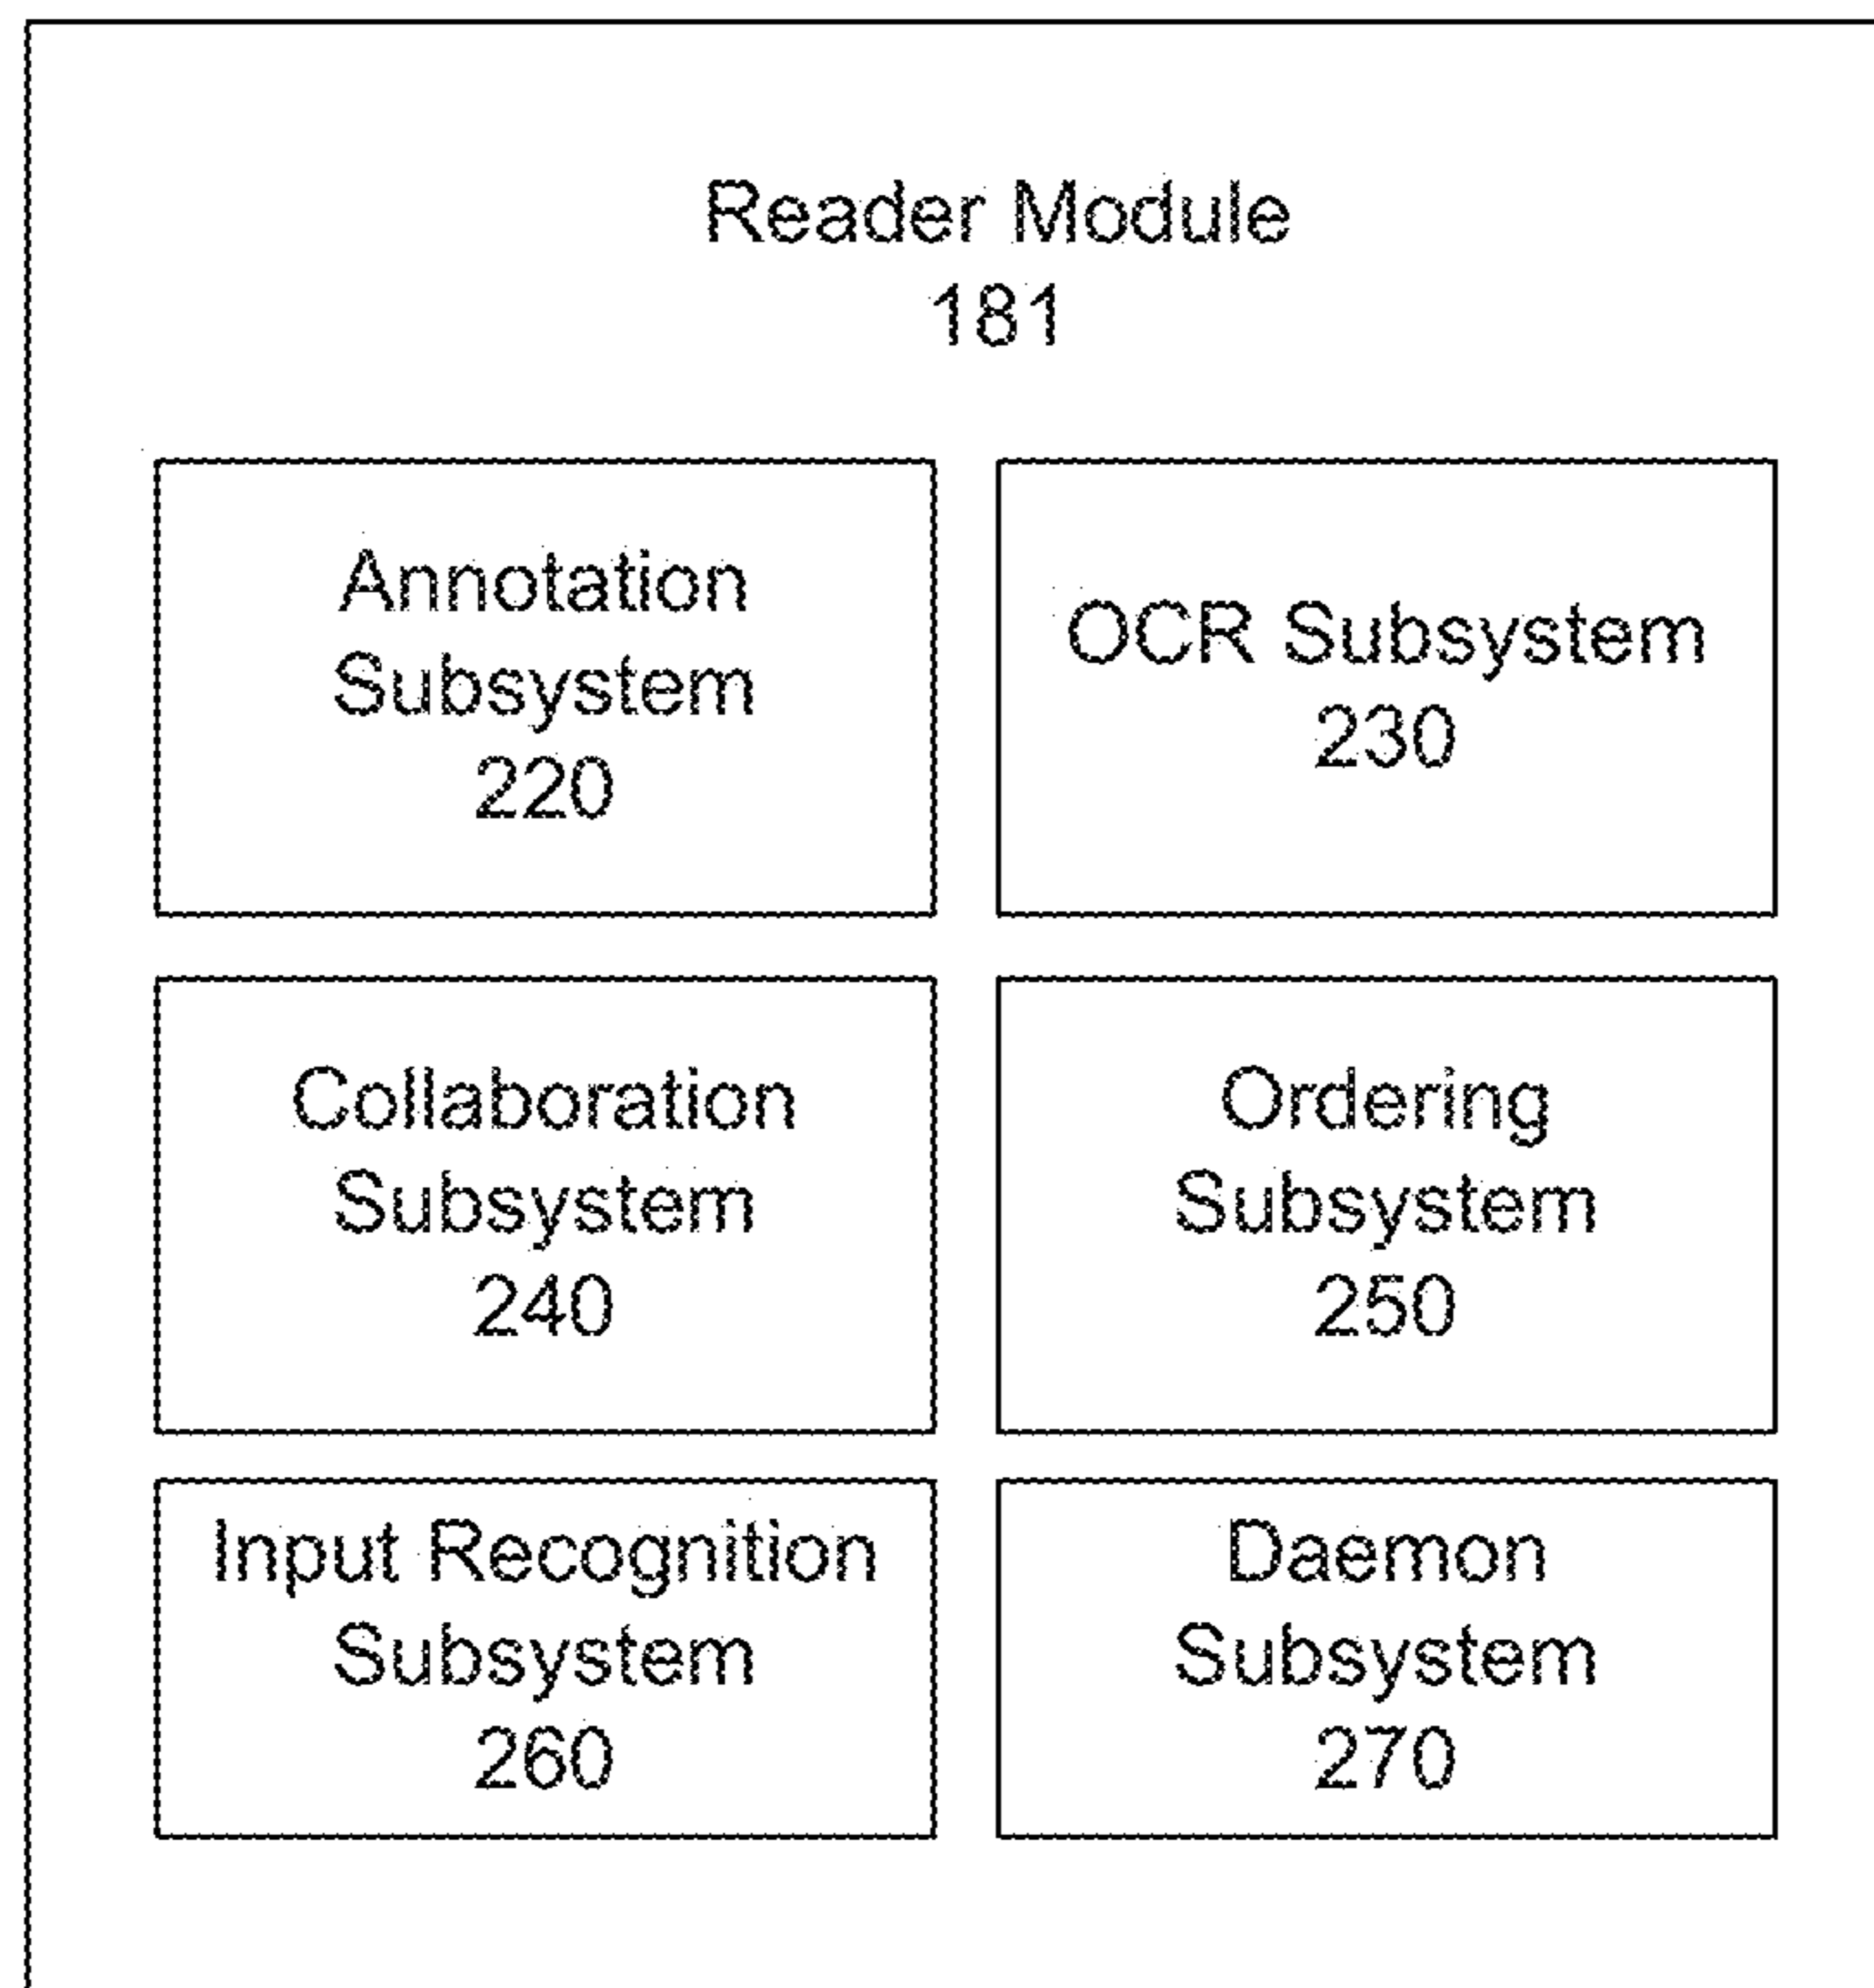 Reader Module
181
Annotation
Subsystem
220
OCR Subsystem
230
Collaboration
Subsystem
240
Ordering
Subsystem
250
Input Recognition
Subsystem
260
Daemon
Subsystem
270